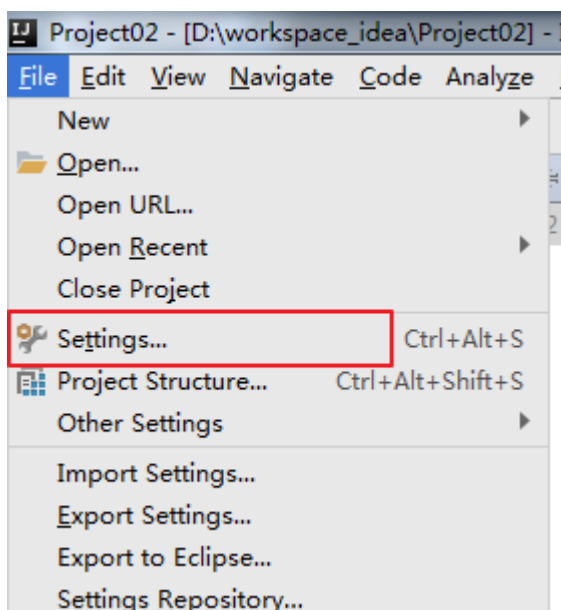 IJ Project02 - [D:\workspace_idea\Project02] -
File Edit View Navigate Code Analyze
New
Open...
Open URL...
Open Recent
Close Project
Settings... Ctrl+Alt+S
Project Structure... Ctrl+Alt+Shift+S
Other Settings
Import Settings...
Export Settings...
Export to Eclipse...
Settings Repository...